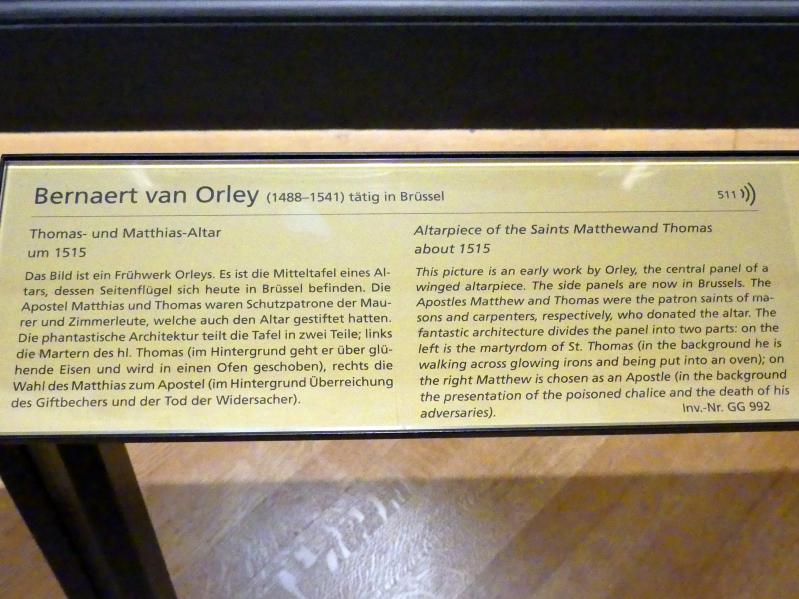 Bernaert van Orley (1488–1541) tätig in Brüssel
511
Thomas- und Matthias-Altar
um 1515
Das Bild ist ein Frühwerk Orleys. Es ist die Mitteltafel eines Al-
tars, dessen Seitenflügel sich heute in Brüssel befinden. Die
Apostel Matthias und Thomas waren Schutzpatrone der Mau-
rer und Zimmerleute, welche auch den Altar gestiftet hatten.
Die phantastische Architektur teilt die Tafel in zwei Teile; links
die Martern des hl. Thomas (im Hintergrund geht er über glü-
hende Eisen und wird in einen Ofen geschoben), rechts die
Wahl des Matthias zum Apostel (im Hintergrund Überreichung
des Giftbechers und der Tod der Widersacher).
Altarpiece of the Saints Matthewand Thomas
about 1515
This picture is an early work by Orley, the central panel of a
winged altarpiece. The side panels are now in Brussels. The
Apostles Matthew and Thomas were the patron saints of ma-
sons and carpenters, respectively, who donated the altar. The
fantastic architecture divides the panel into two parts: on the
left is the martyrdom of St. Thomas (in the background he is
walking across glowing irons and being put into an oven); on
the right Matthew is chosen as an Apostle (in the background
the presentation of the poisoned chalice and the death of his
adversaries).
Inv.-Nr. GG 992